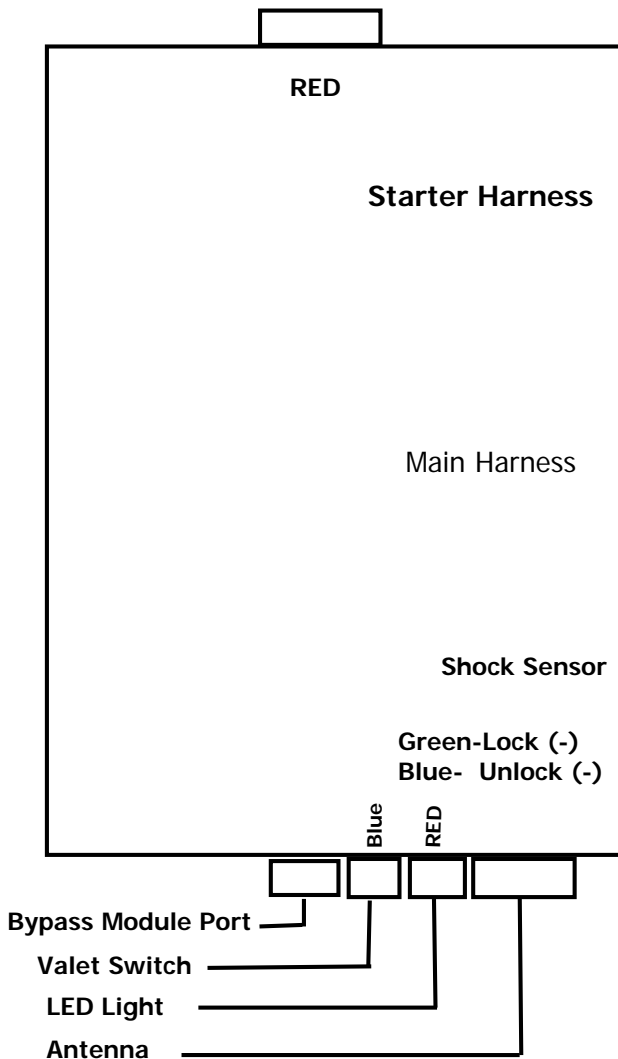 RED
Starter Harness
Main Harness
Shock Sensor
Green-Lock (-)
Blue- Unlock (-)
Blue
RED
Bypass Module Port
Valet Switch
LED Light
Antenna